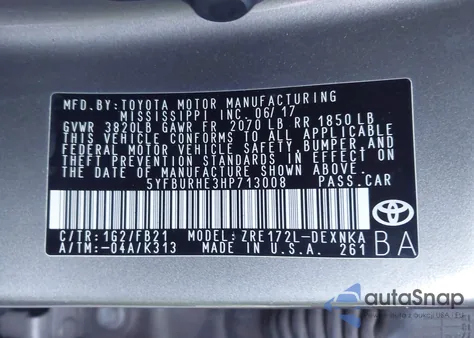 MFD.BY:TOYOTA MOTOR MANUFACTURING
MISSISSIPPI INC. 06/17
GVWR 3820LB GAWR FR 2070 LB RR 1850LB
THIS VEHICLE CONFORMS TO ALL APPLICABLE
FEDERAL MOTOR VEHICLE SAFETY, BUMPER, AND
THEFT PREVENTION STANDARDS IN EFFECT ON
THE DATE OF MANUFACTURE SHOWN ABOVE.
5YFBURHE3HP713008 PASS.CAR
C/TR:1G2/FB21 MODEL:ZRE172L-DEXNKA
A/TM:-04A/K313 MADE IN U.S.A. 261
BA
autoSnap